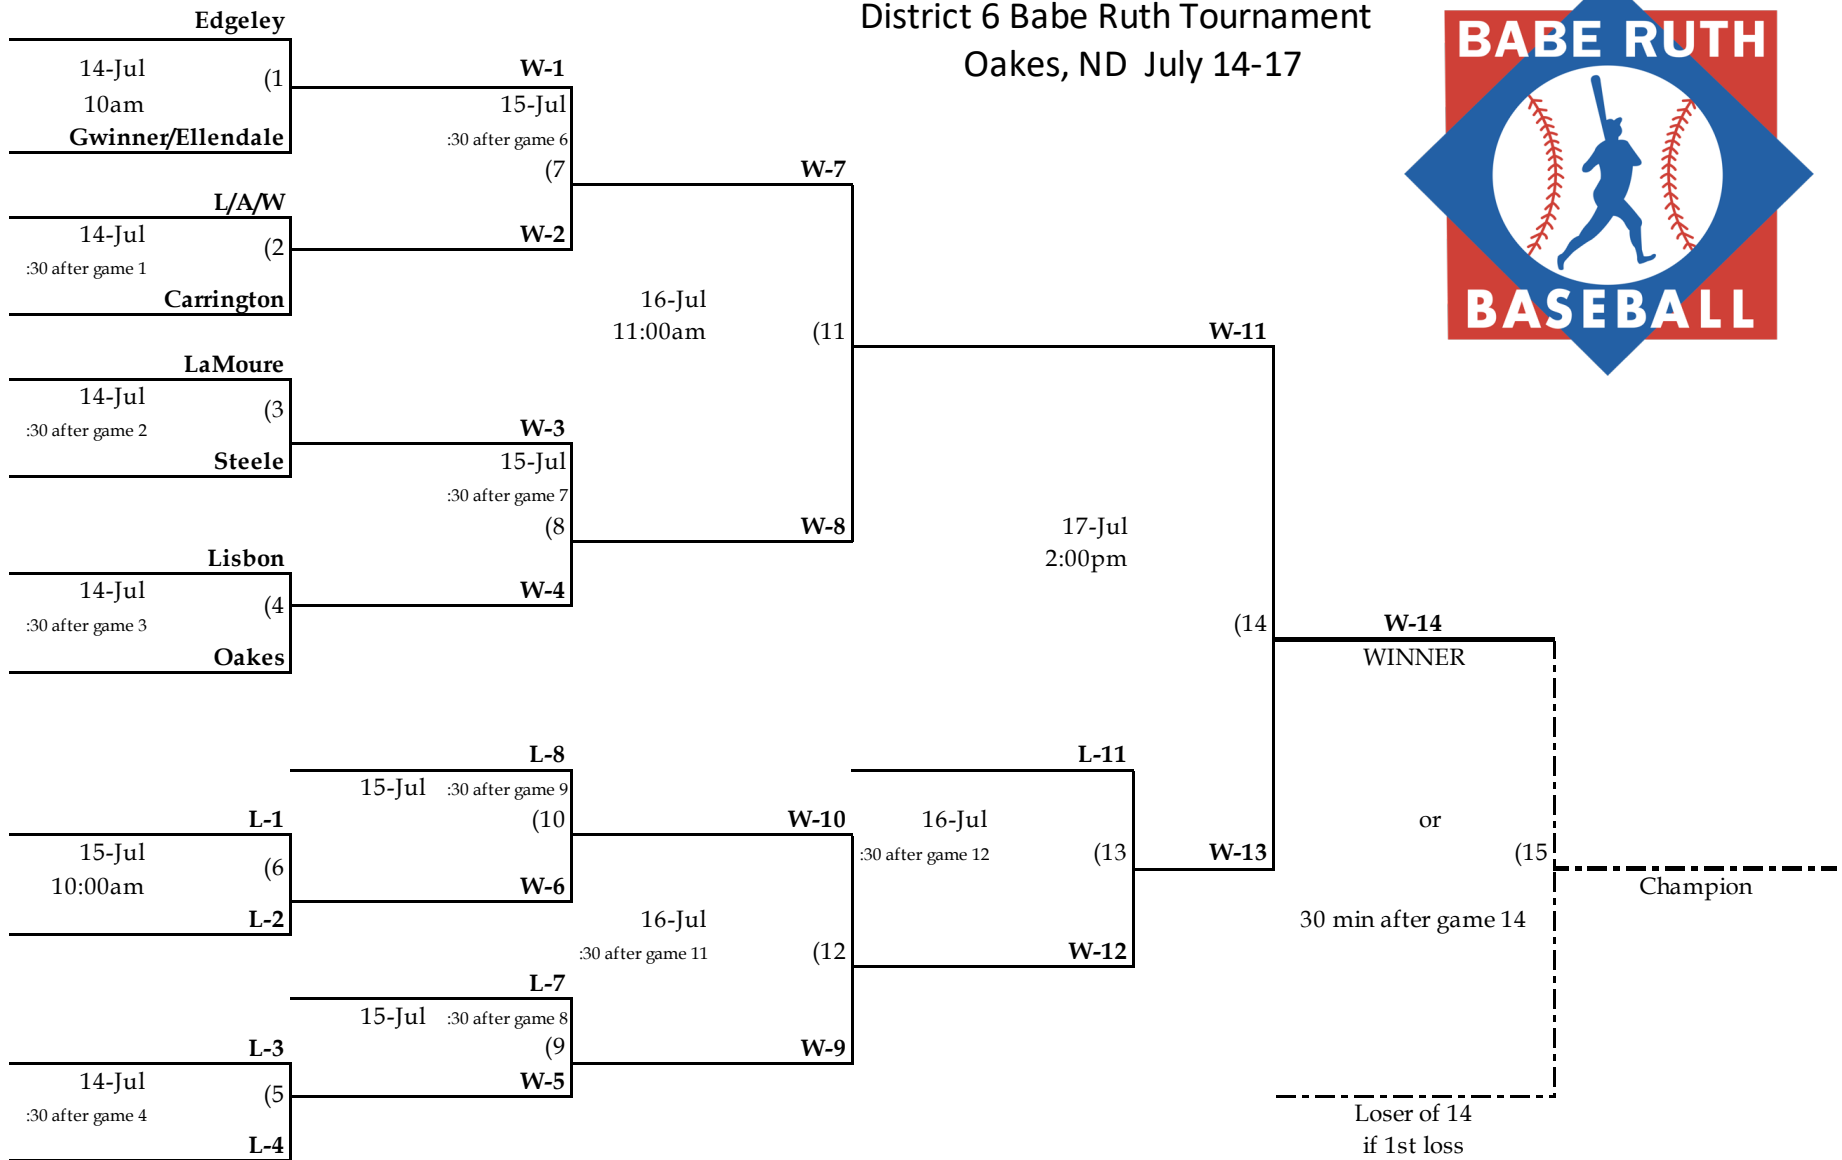 District 6 Babe Ruth Tournament
Oakes, ND  July 14-17
BABE RUTH
BASEBALL
Edgeley
14-Jul
(1
10am
Gwinner/Ellendale
W-1
15-Jul
:30 after game 6
(7
W-2
L/A/W
14-Jul
(2
:30 after game 1
Carrington
W-7
16-Jul
11:00am
(11
W-8
LaMoure
14-Jul
(3
:30 after game 2
Steele
W-3
15-Jul
:30 after game 7
(8
W-4
Lisbon
14-Jul
(4
:30 after game 3
Oakes
W-11
17-Jul
2:00pm
(14
W-14
WINNER
L-8
15-Jul :30 after game 9
(10
W-6
L-1
15-Jul
(6
10:00am
L-2
W-10
16-Jul
:30 after game 11
(12
W-9
L-7
15-Jul :30 after game 8
(9
W-5
L-3
14-Jul
(5
:30 after game 4
L-4
L-11
16-Jul
:30 after game 12
(13
W-12
W-13
or
(15
30 min after game 14
Champion
Loser of 14
if 1st loss